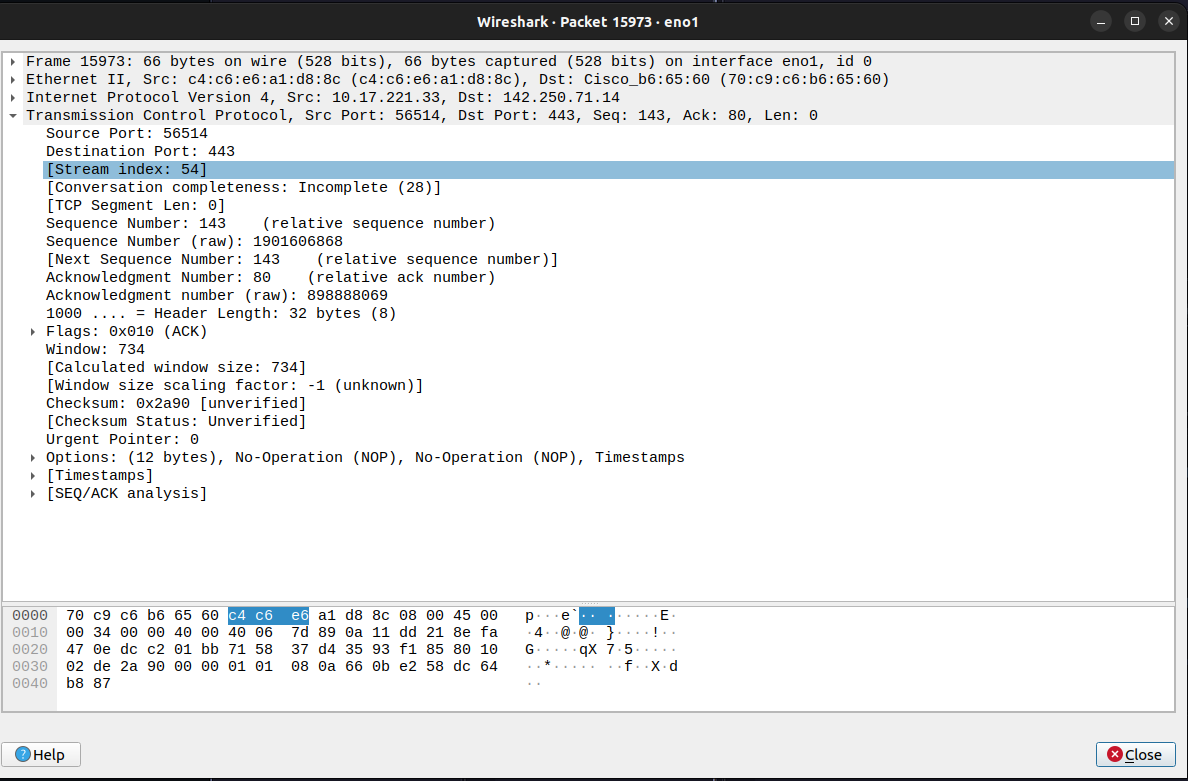 Wireshark · Packet 15973 · eno1
Frame 15973: 66 bytes on wire (528 bits), 66 bytes captured (528 bits) on interface eno1, id 0
Ethernet II, Src: c4:c6:e6:a1:d8:8c (c4:c6:e6:a1:d8:8c), Dst: Cisco_b6:65:60 (70:c9:c6:b6:65:60)
Internet Protocol Version 4, Src: 10.17.221.33, Dst: 142.250.71.14
Transmission Control Protocol, Src Port: 56514, Dst Port: 443, Seq: 143, Ack: 80, Len: 0
Source Port: 56514
Destination Port: 443
[Stream index: 54]
[Conversation completeness: Incomplete (28)]
[TCP Segment Len: 0]
Sequence Number: 143    (relative sequence number)
Sequence Number (raw): 1901606868
[Next Sequence Number: 143    (relative sequence number)]
Acknowledgment Number: 80    (relative ack number)
Acknowledgment number (raw): 898888069
1000 .... = Header Length: 32 bytes (8)
Flags: 0x010 (ACK)
Window: 734
[Calculated window size: 734]
[Window size scaling factor: -1 (unknown)]
Checksum: 0x2a90 [unverified]
[Checksum Status: Unverified]
Urgent Pointer: 0
Options: (12 bytes), No-Operation (NOP), No-Operation (NOP), Timestamps
[Timestamps]
[SEQ/ACK analysis]
0000  70 c9 c6 b6 65 60 c4 c6  e6 a1 d8 8c 08 00 45 00   p···e`·· ······E·
0010  00 34 00 00 40 00 40 06  7d 89 0a 11 dd 21 8e fa   ·4··@·@· }····!··
0020  47 0e dc c2 01 bb 71 58  37 d4 35 93 f1 85 80 10   G·····qX 7·5·····
0030  02 de 2a 90 00 00 01 01  08 0a 66 0b e2 58 dc 64   ··*····· ··f··X·d
0040  b8 87   ··
Help
Close